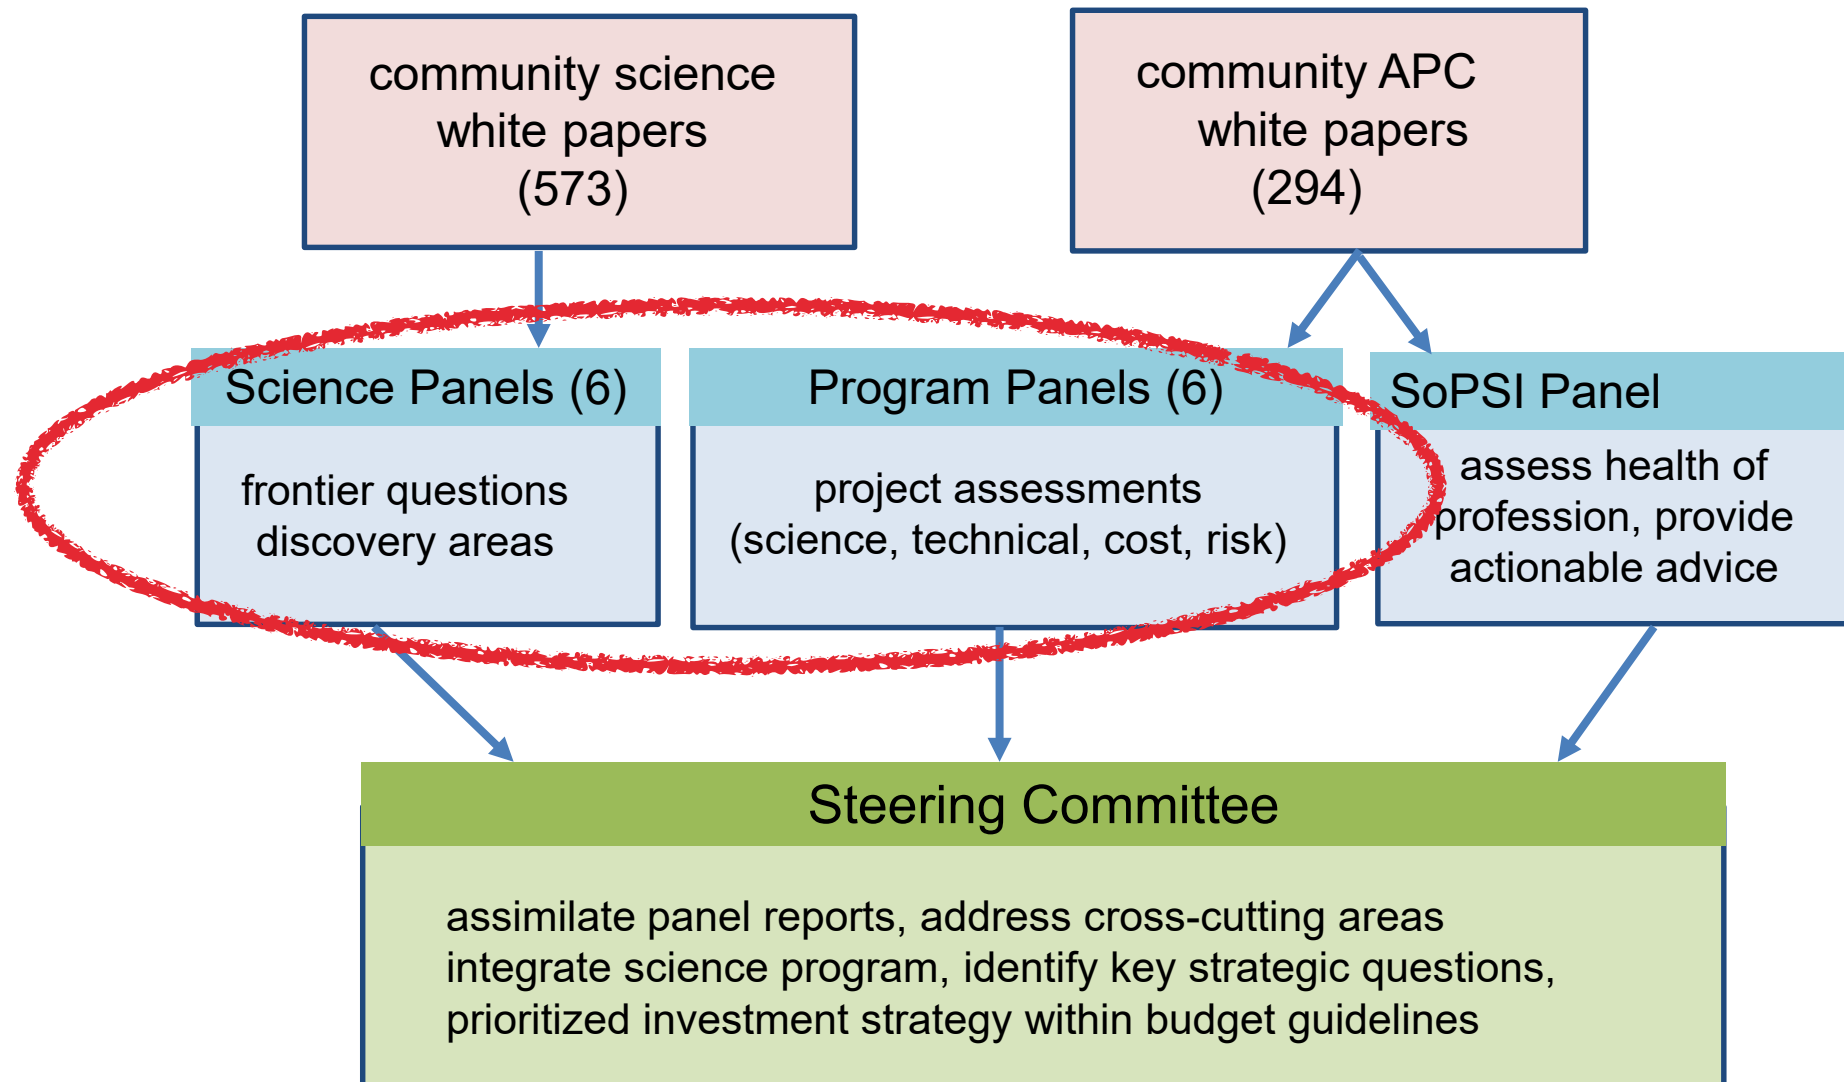 community science
white papers
(573)
community APC
white papers
(294)
Science Panels (6)
frontier questions
discovery areas
Program Panels (6)
project assessments
(science, technical, cost, risk)
SoPSI Panel
assess health of
profession, provide
actionable advice
Steering Committee
assimilate panel reports, address cross-cutting areas
integrate science program, identify key strategic questions,
prioritized investment strategy within budget guidelines